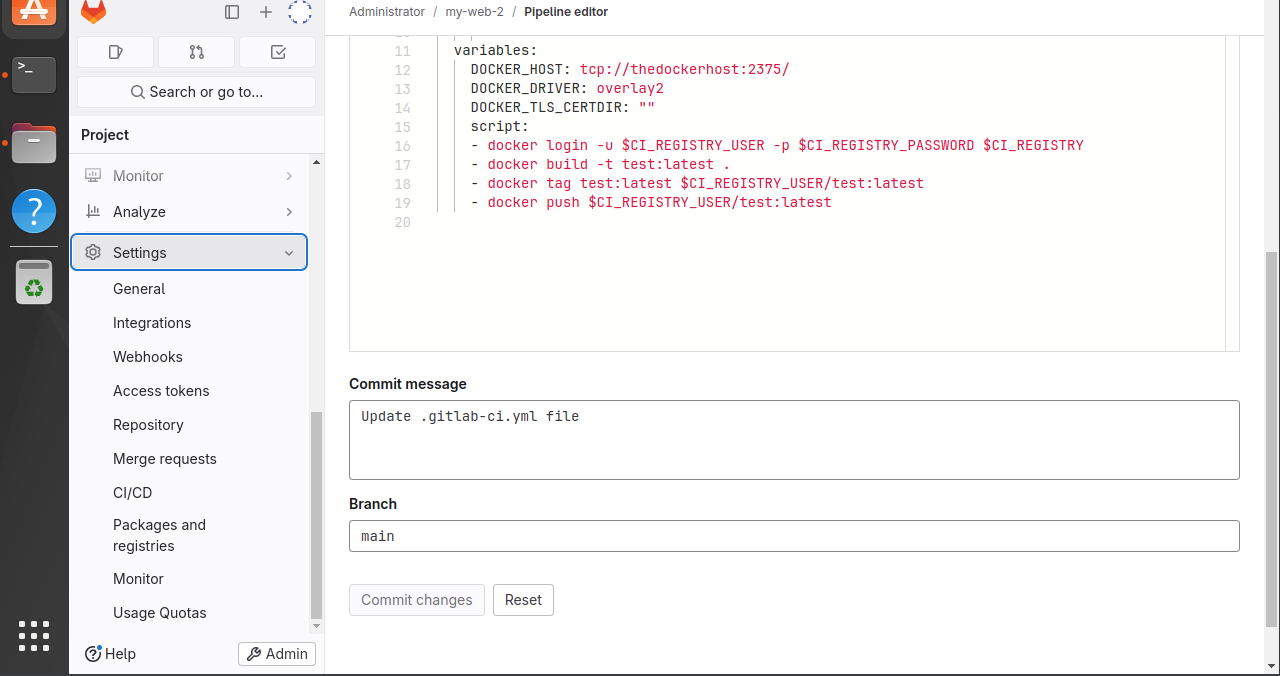 Administrator / my-web-2 / Pipeline editor
Search or go to...
Project
Monitor
Analyze
Settings
General
Integrations
Webhooks
Access tokens
Repository
Merge requests
CI/CD
Packages and
registries
Monitor
Usage Quotas
Help
Admin
11 variables:
12 DOCKER_HOST: tcp://thedockerhost:2375/
13 DOCKER_DRIVER: overlay2
14 DOCKER_TLS_CERTDIR: ""
15 script:
16 - docker login -u $CI_REGISTRY_USER -p $CI_REGISTRY_PASSWORD $CI_REGISTRY
17 - docker build -t test:latest .
18 - docker tag test:latest $CI_REGISTRY_USER/test:latest
19 - docker push $CI_REGISTRY_USER/test:latest
20
Commit message
Update .gitlab-ci.yml file
Branch
main
Commit changes
Reset